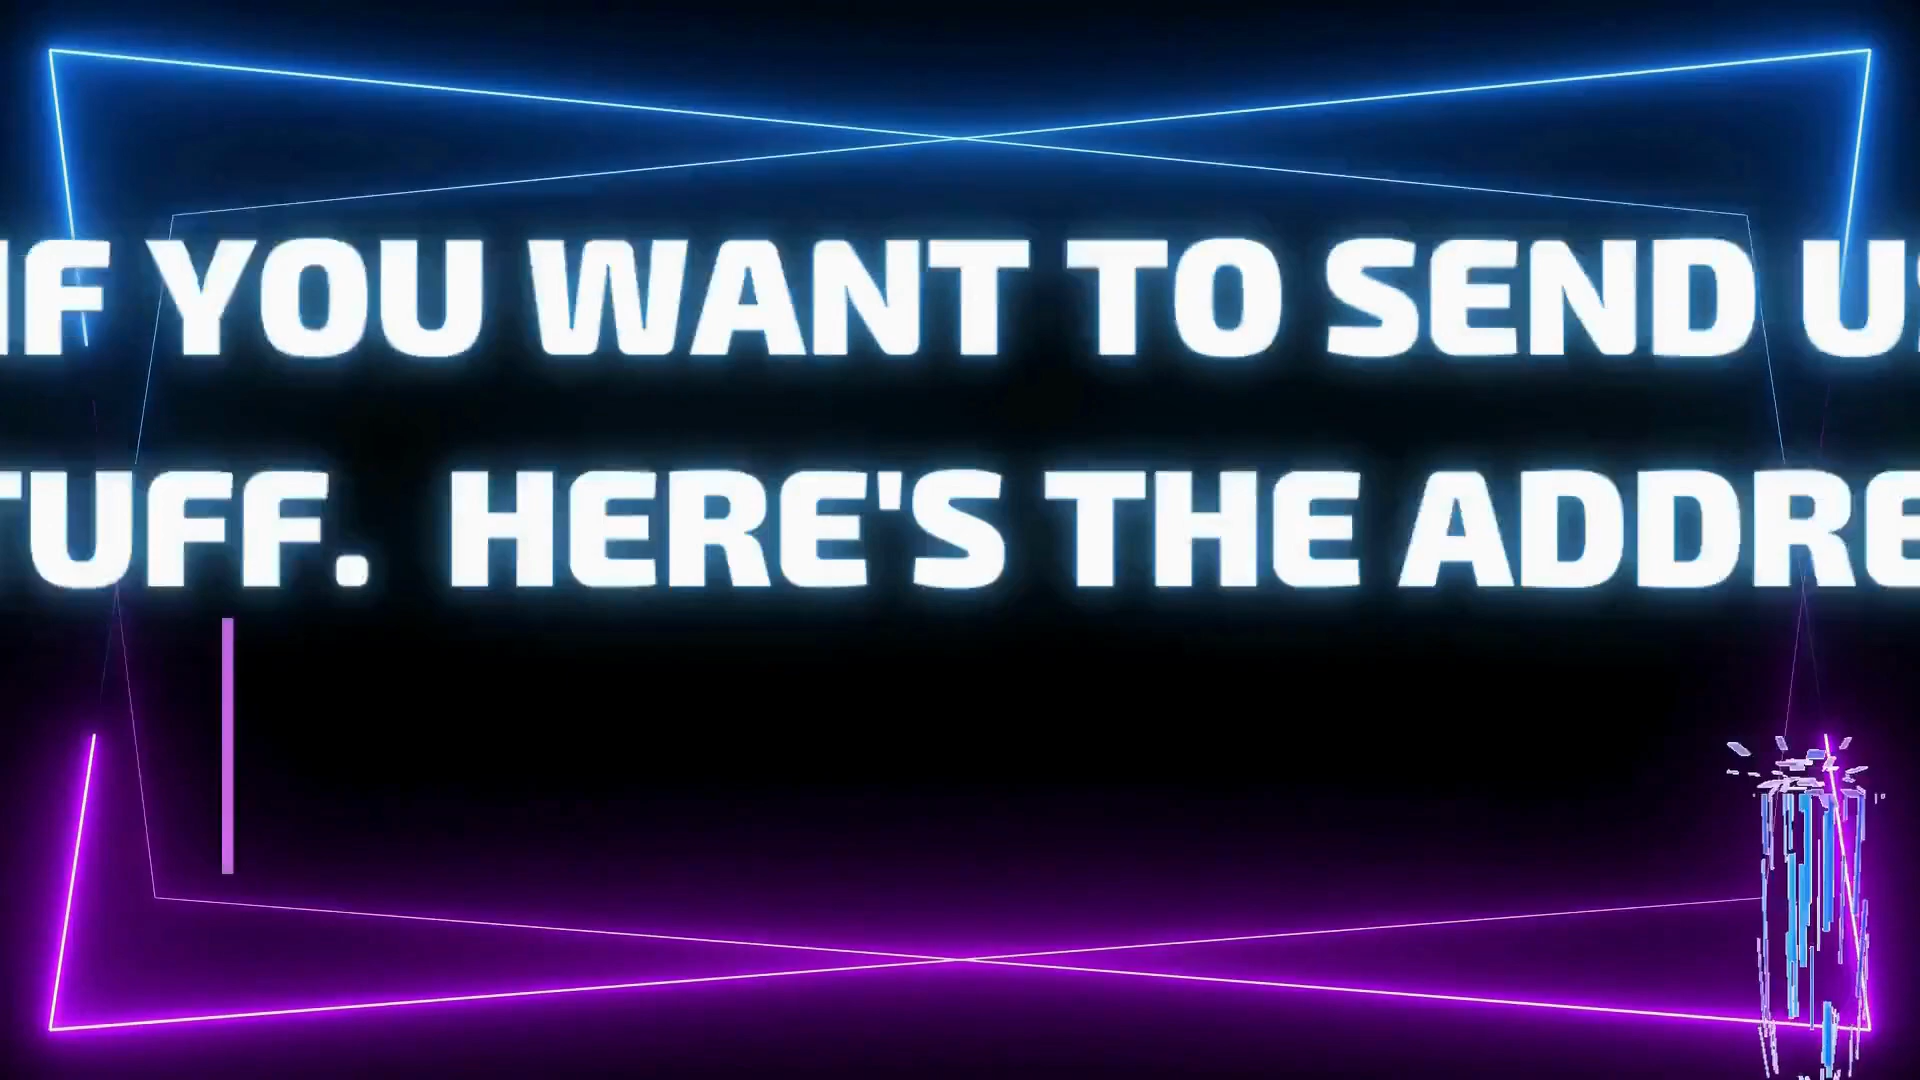 IF YOU WANT TO SEND US
TUFF. HERE'S THE ADDRE